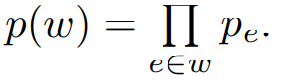 p(w) = ∏_{e∈w} p_e.